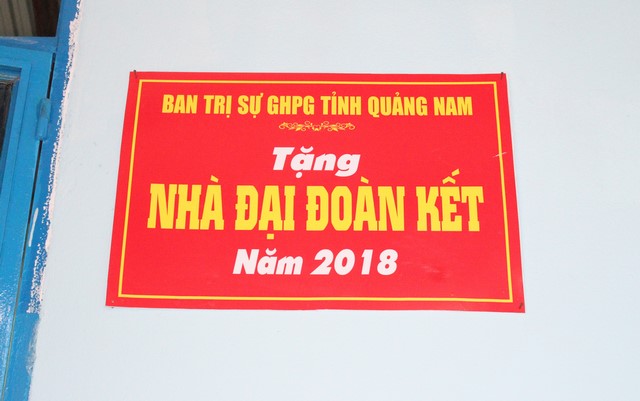 BAN TRỊ SỰ GHPG TỈNH QUẢNG NAM
Tặng
NHÀ ĐẠI ĐOÀN KẾT
Năm 2018